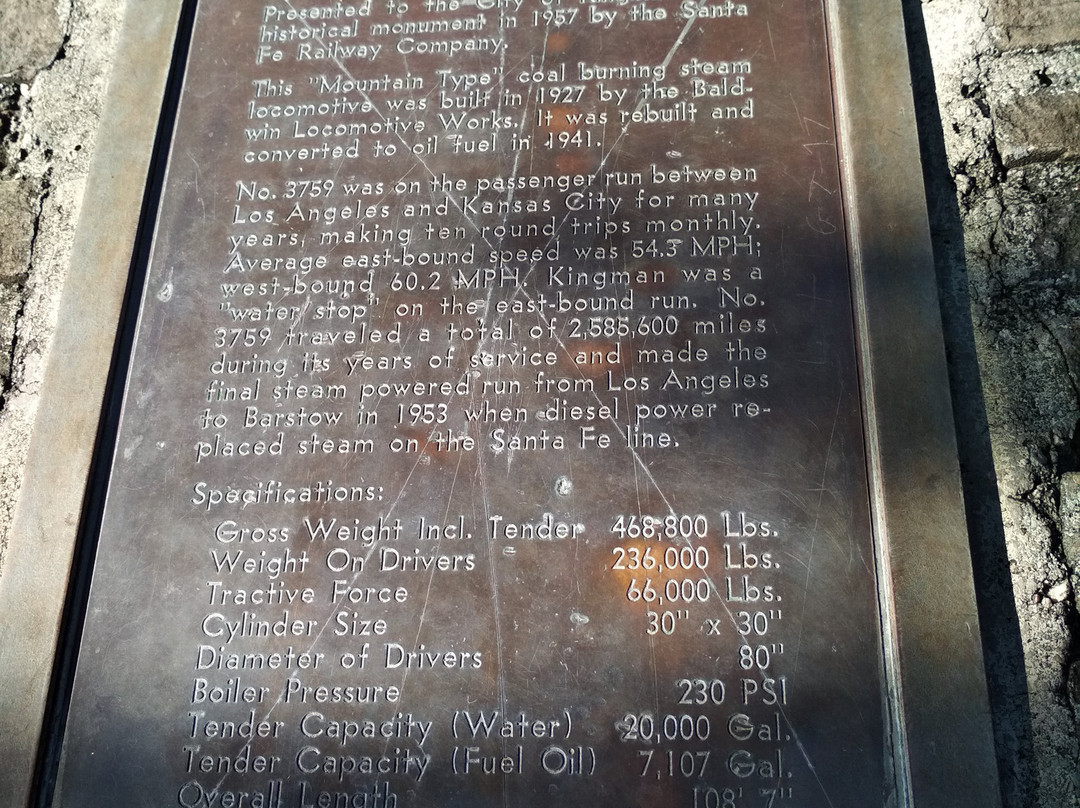 Presented to the City of
historical monument in 1957 by the Santa
Fe Railway Company.
This "Mountain Type" coal burning steam
locomotive was built in 1927 by the Bald-
win Locomotive Works. It was rebuilt and
converted to oil fuel in 1941.
No. 3759 was on the passenger run between
Los Angeles and Kansas City for many
years, making ten round trips monthly.
Average east-bound speed was 54.3 MPH;
west-bound 60.2 MPH. Kingman was a
"water stop" on the east-bound run. No.
3759 traveled a total of 2,585,600 miles
during its years of service and made the
final steam powered run from Los Angeles
to Barstow in 1953 when diesel power re-
placed steam on the Santa Fe line.
Specifications:
Gross Weight Incl. Tender 468,800 Lbs.
Weight On Drivers 236,000 Lbs.
Tractive Force 66,000 Lbs.
Cylinder Size 30" x 30"
Diameter of Drivers 80"
Boiler Pressure 230 PSI
Tender Capacity (Water) 20,000 Gal.
Tender Capacity (Fuel Oil) 7,107 Gal.
Overall Length 108' 7"